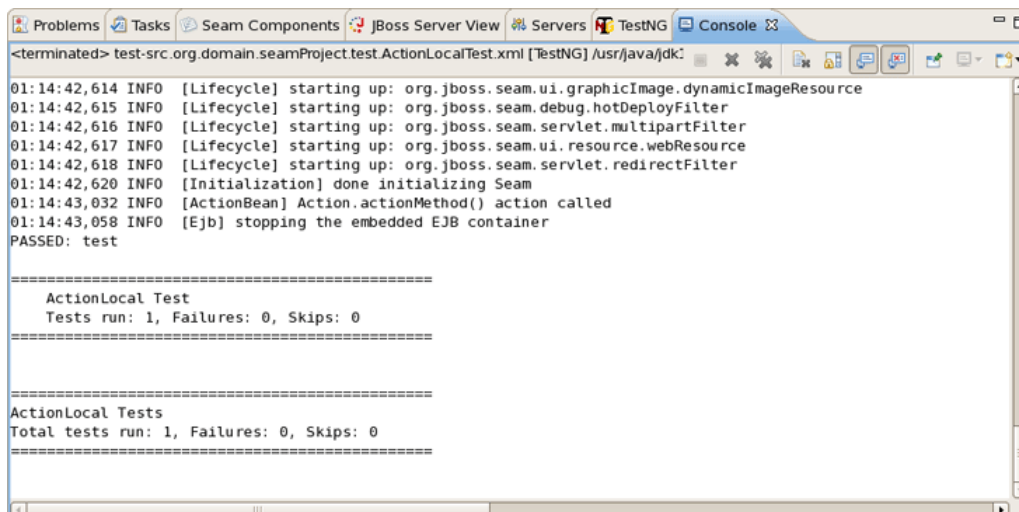 Problems Tasks Seam Components JBoss Server View Servers TestNG Console
<terminated> test-src.org.domain.seamProject.test.ActionLocalTest.xml [TestNG] /usr/java/jdk1
01:14:42,614 INFO  [Lifecycle] starting up: org.jboss.seam.ui.graphicImage.dynamicImageResource
01:14:42,615 INFO  [Lifecycle] starting up: org.jboss.seam.debug.hotDeployFilter
01:14:42,616 INFO  [Lifecycle] starting up: org.jboss.seam.servlet.multipartFilter
01:14:42,617 INFO  [Lifecycle] starting up: org.jboss.seam.ui.resource.webResource
01:14:42,618 INFO  [Lifecycle] starting up: org.jboss.seam.servlet.redirectFilter
01:14:42,620 INFO  [Initialization] done initializing Seam
01:14:43,032 INFO  [ActionBean] Action.actionMethod() action called
01:14:43,058 INFO  [Ejb] stopping the embedded EJB container
PASSED: test
===============================================
    ActionLocal Test
    Tests run: 1, Failures: 0, Skips: 0
===============================================
===============================================
ActionLocal Tests
Total tests run: 1, Failures: 0, Skips: 0
===============================================